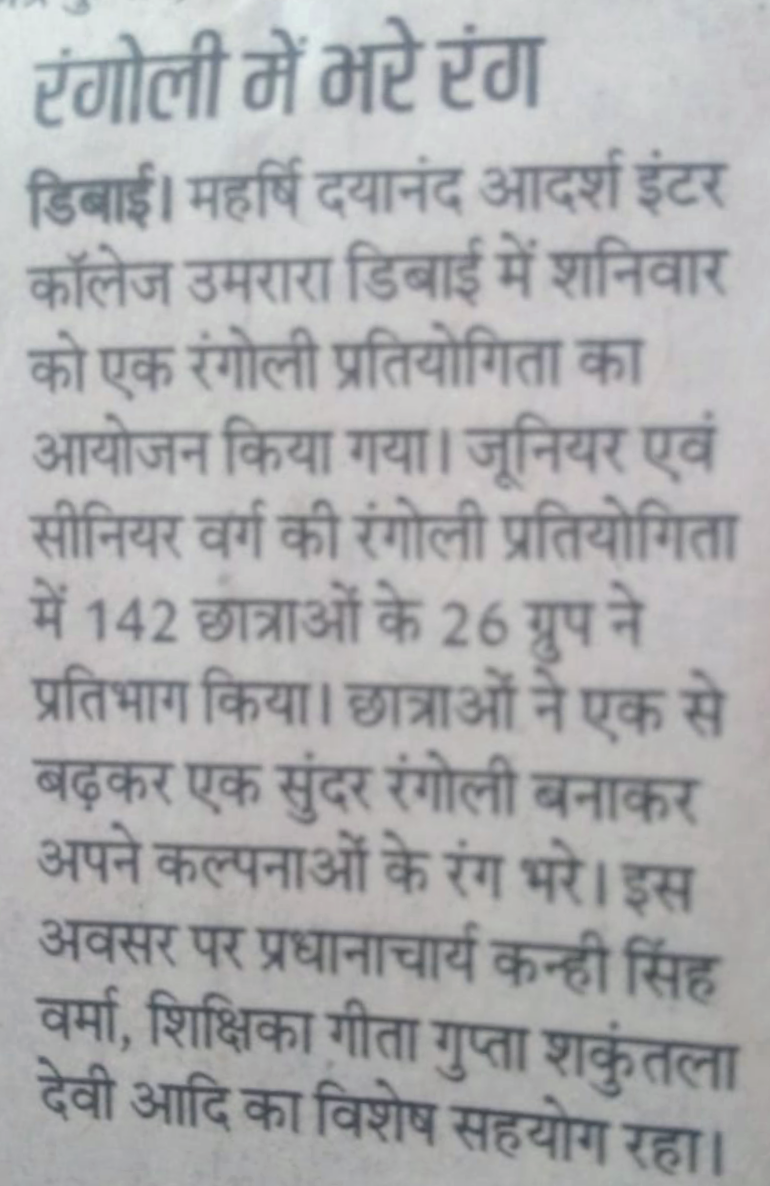 रंगोली में भरे रंग
डिबाई। महर्षि दयानंद आदर्श इंटर
कॉलेज उमरारा डिबाई में शनिवार
को एक रंगोली प्रतियोगिता का
आयोजन किया गया। जूनियर एवं
सीनियर वर्ग की रंगोली प्रतियोगिता
में 142 छात्राओं के 26 ग्रुप ने
प्रतिभाग किया। छात्राओं ने एक से
बढ़कर एक सुंदर रंगोली बनाकर
अपने कल्पनाओं के रंग भरे। इस
अवसर पर प्रधानाचार्य कन्ही सिंह
वर्मा, शिक्षिका गीता गुप्ता शकुंतला
देवी आदि का विशेष सहयोग रहा।